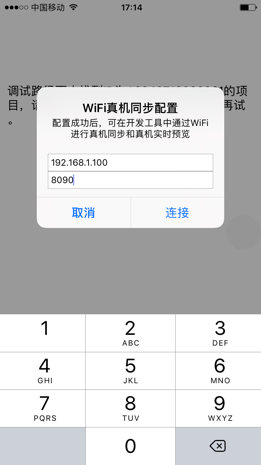 中国移动
17:14
调试路
的项
目,
再试
。
WiFi真机同步配置
配置成功后,可在开发工具中通过WiFi
进行真机同步和真机实时预览
192.168.1.100
8090
取消
连接
1
2
ABC
3
DEF
4
GHI
5
JKL
6
MNO
7
PQRS
8
TUV
9
WXYZ
0